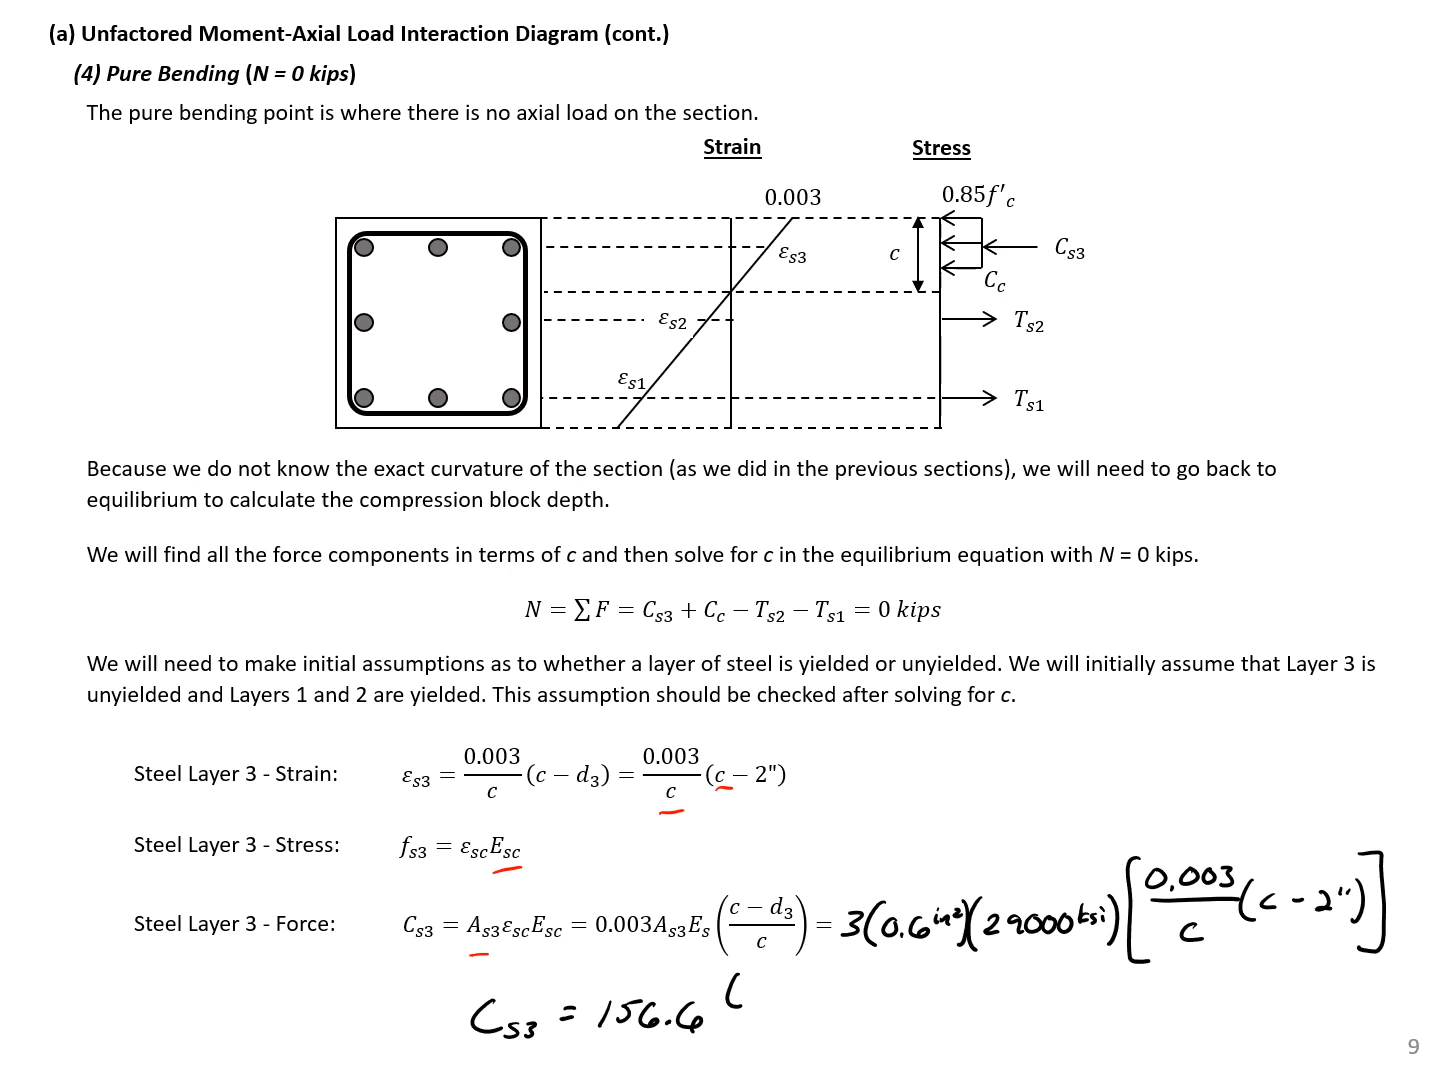 (a) Unfactored Moment-Axial Load Interaction Diagram (cont.)
(4) Pure Bending (N = 0 kips)
The pure bending point is where there is no axial load on the section.
Strain Stress
0.003 0.85f'c
εs3 c Cs3
Cc
εs2 Ts2
εs1 Ts1
Because we do not know the exact curvature of the section (as we did in the previous sections), we will need to go back to
equilibrium to calculate the compression block depth.
We will find all the force components in terms of c and then solve for c in the equilibrium equation with N = 0 kips.
N = ∑ F = Cs3 + Cc − Ts2 − Ts1 = 0 kips
We will need to make initial assumptions as to whether a layer of steel is yielded or unyielded. We will initially assume that Layer 3 is
unyielded and Layers 1 and 2 are yielded. This assumption should be checked after solving for c.
Steel Layer 3 - Strain: εs3 = 0.003/c (c − d3) = 0.003/c (c − 2")
Steel Layer 3 - Stress: fs3 = εscEsc
Steel Layer 3 - Force: Cs3 = As3εscEsc = 0.003As3Es ((c − d3)/c) = 3(0.6in²)(29000ksi)[0.003/c (c − 2")]
Cs3 = 156.6 (
9